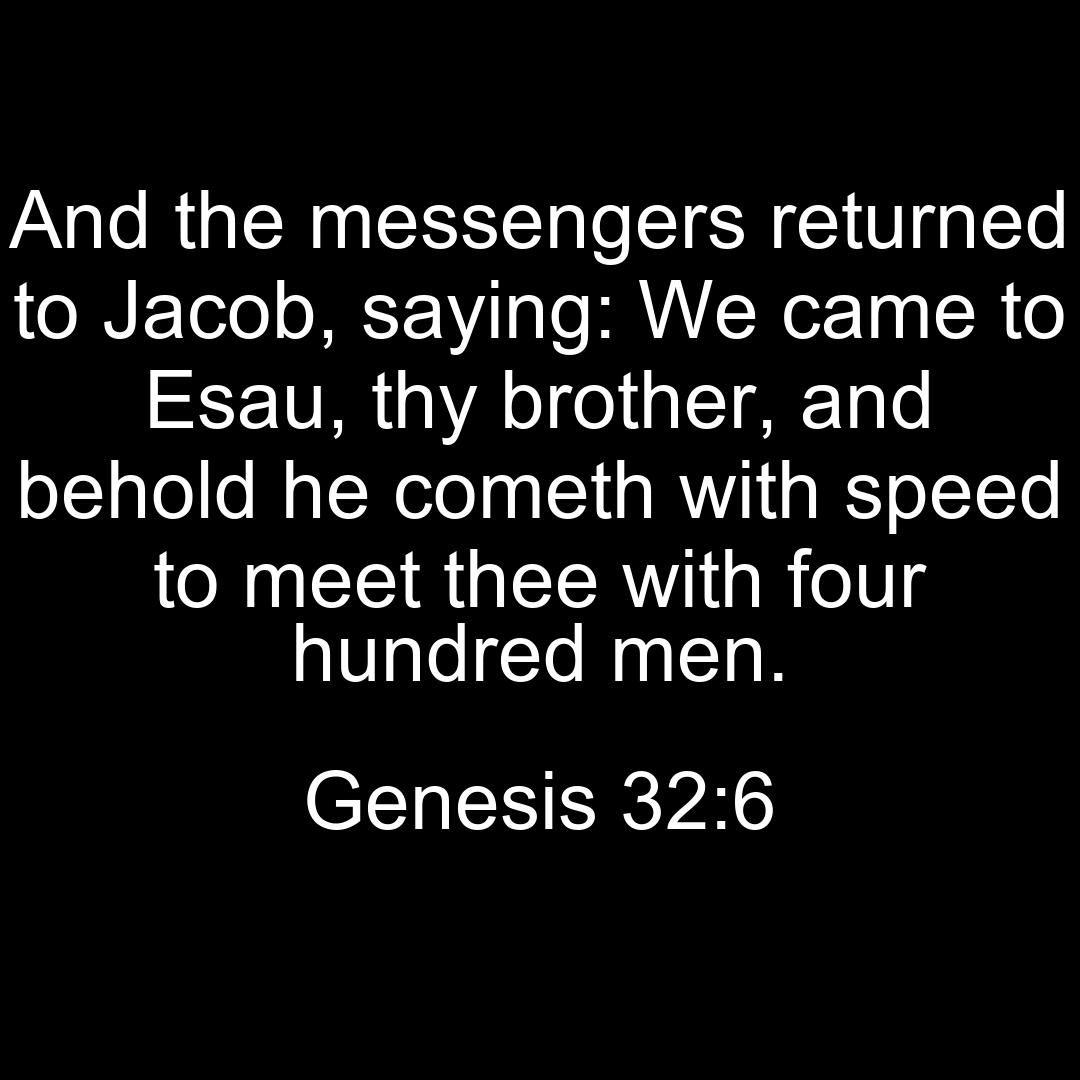 And the messengers returned
to Jacob, saying: We came to
Esau, thy brother, and
behold he cometh with speed
to meet thee with four
hundred men.
Genesis 32:6